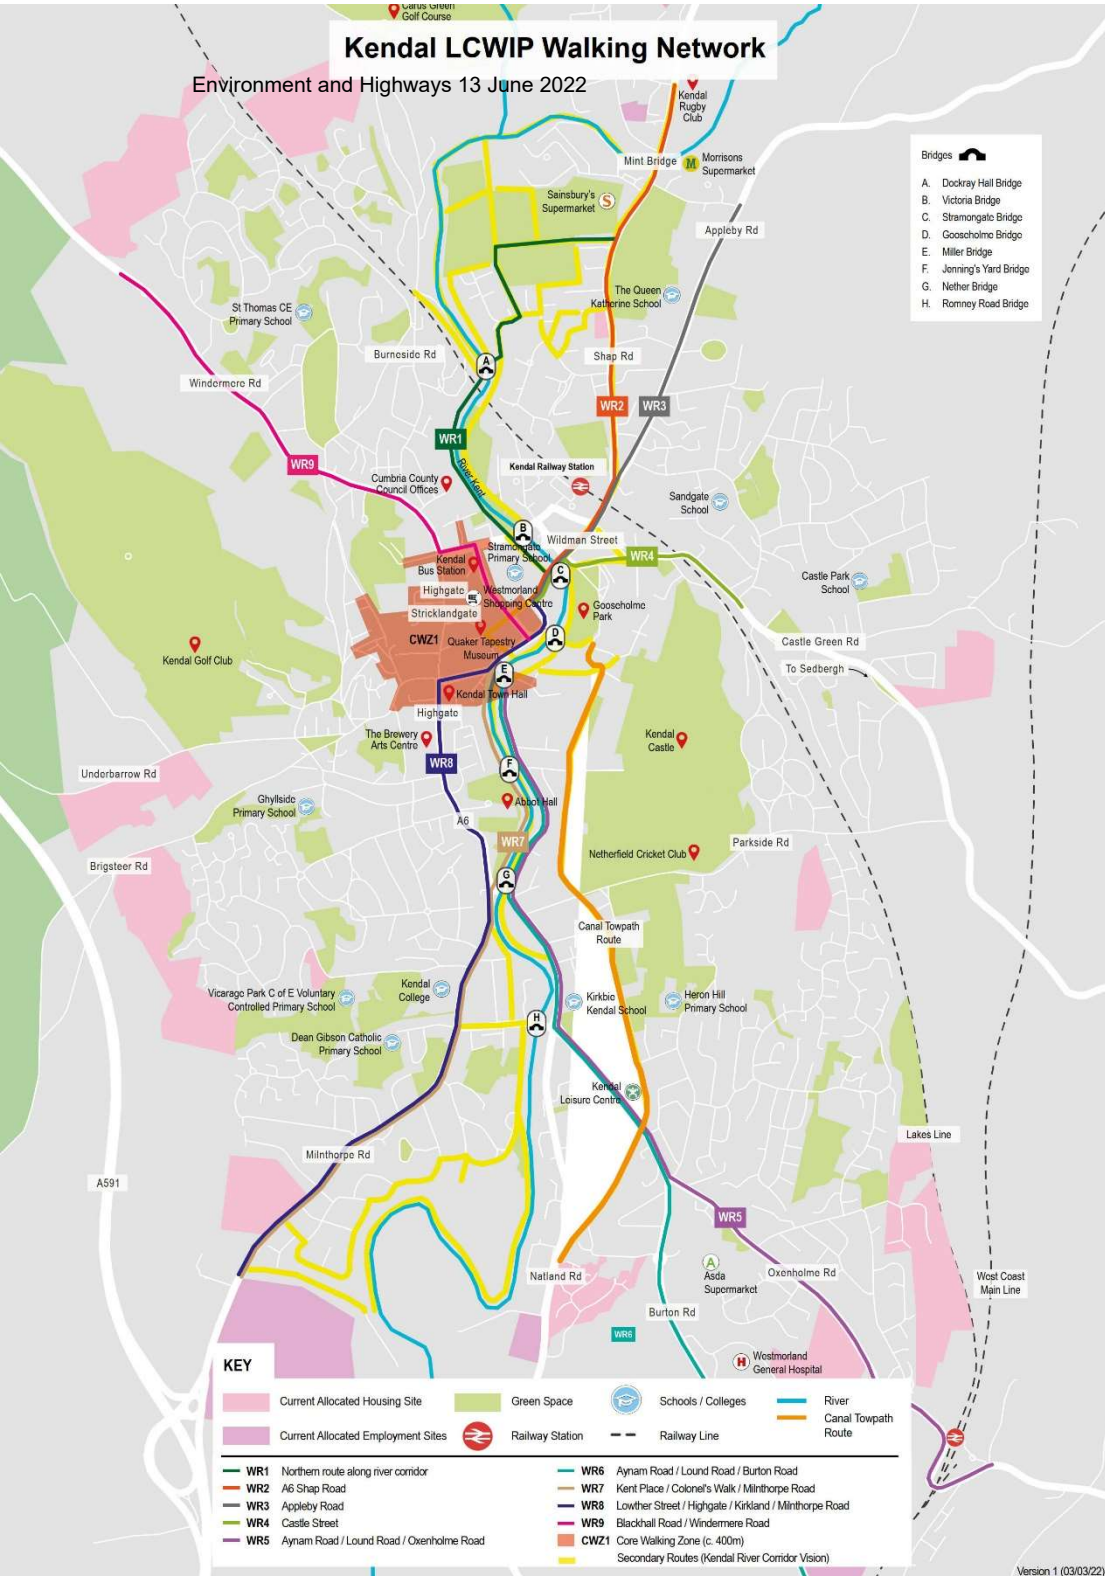 Carus Green
Golf Course
Kendal LCWIP Walking Network
Environment and Highways 13 June 2022
Kendal
Rugby
Club
Mint Bridge
M
Morrisons
Supermarket
Sainsbury's
Supermarket
S
Appleby Rd
Bridges
A. Dockray Hall Bridge
B. Victoria Bridge
C. Stramongate Bridge
D. Gooseholme Bridge
E. Miller Bridge
F. Jenning's Yard Bridge
G. Nether Bridge
H. Romney Road Bridge
The Queen
Katherine School
St Thomas CE
Primary School
Burneside Rd
Shap Rd
A
Windermere Rd
WR2
WR3
WR1
River Kent
WR9
Kendal Railway Station
Cumbria County
Council Offices
Sandgate
School
B
Wildman Street
Stramongate
Primary School
WR4
Kendal
Bus Station
C
Castle Park
School
Highgate
Westmorland
Shopping Centre
Gooseholme
Park
Stricklandgate
CWZ1
Quaker Tapestry
Museum
D
Castle Green Rd
Kendal Golf Club
To Sedbergh
E
Kendal Town Hall
Highgate
The Brewery
Arts Centre
Kendal
Castle
WR8
F
Underbarrow Rd
Ghyllside
Primary School
Abbot Hall
A6
WR7
Parkside Rd
Netherfield Cricket Club
Brigsteer Rd
G
Canal Towpath
Route
Kendal
College
Vicarage Park C of E Voluntary
Controlled Primary School
Kirkbie
Kendal School
Heron Hill
Primary School
H
Dean Gibson Catholic
Primary School
Kendal
Leisure Centre
Lakes Line
Milnthorpe Rd
A591
WR5
A
Asda
Supermarket
Oxenholme Rd
Natland Rd
West Coast
Main Line
Burton Rd
WR6
H
Westmorland
General Hospital
KEY
Current Allocated Housing Site
Green Space
Schools / Colleges
River
Canal Towpath
Route
Current Allocated Employment Sites
Railway Station
Railway Line
WR1 Northern route along river corridor
WR2 A6 Shap Road
WR3 Appleby Road
WR4 Castle Street
WR5 Aynam Road / Lound Road / Oxenholme Road
WR6 Aynam Road / Lound Road / Burton Road
WR7 Kent Place / Colonel's Walk / Milnthorpe Road
WR8 Lowther Street / Highgate / Kirkland / Milnthorpe Road
WR9 Blackhall Road / Windermere Road
CWZ1 Core Walking Zone (c. 400m)
Secondary Routes (Kendal River Corridor Vision)
Version 1 (03/03/22)